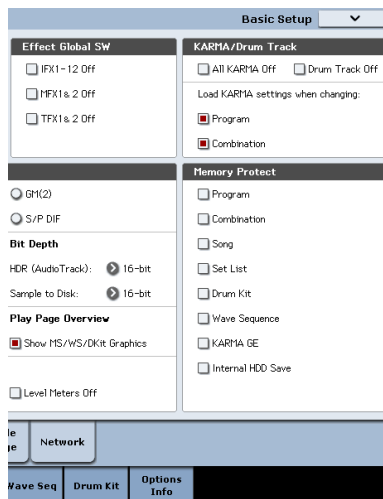 Basic Setup
Effect Global SW
IFX1-12 Off
MFX1& 2 Off
TFX1& 2 Off
KARMA/Drum Track
All KARMA Off Drum Track Off
Load KARMA settings when changing:
Program
Combination
GM(2)
S/P DIF
Bit Depth
HDR (AudioTrack): 16-bit
Sample to Disk: 16-bit
Play Page Overview
Show MS/WS/DKit Graphics
Level Meters Off
Memory Protect
Program
Combination
Song
Set List
Drum Kit
Wave Sequence
KARMA GE
Internal HDD Save
Network
Wave Seq Drum Kit Options
Info